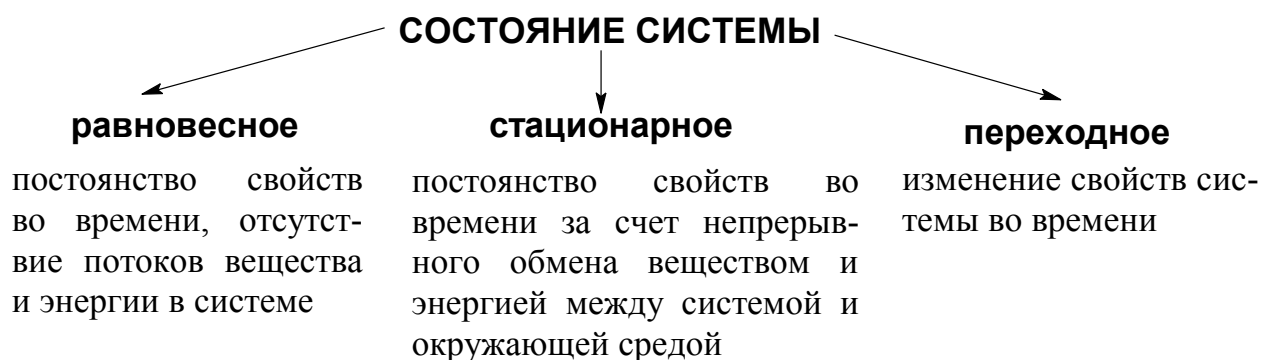 СОСТОЯНИЕ СИСТЕМЫ
равновесное
постоянство свойств
во времени, отсутст-
вие потоков вещества
и энергии в системе
стационарное
постоянство свойств во
времени за счет непрерыв-
ного обмена веществом и
энергией между системой и
окружающей средой
переходное
изменение свойств сис-
темы во времени